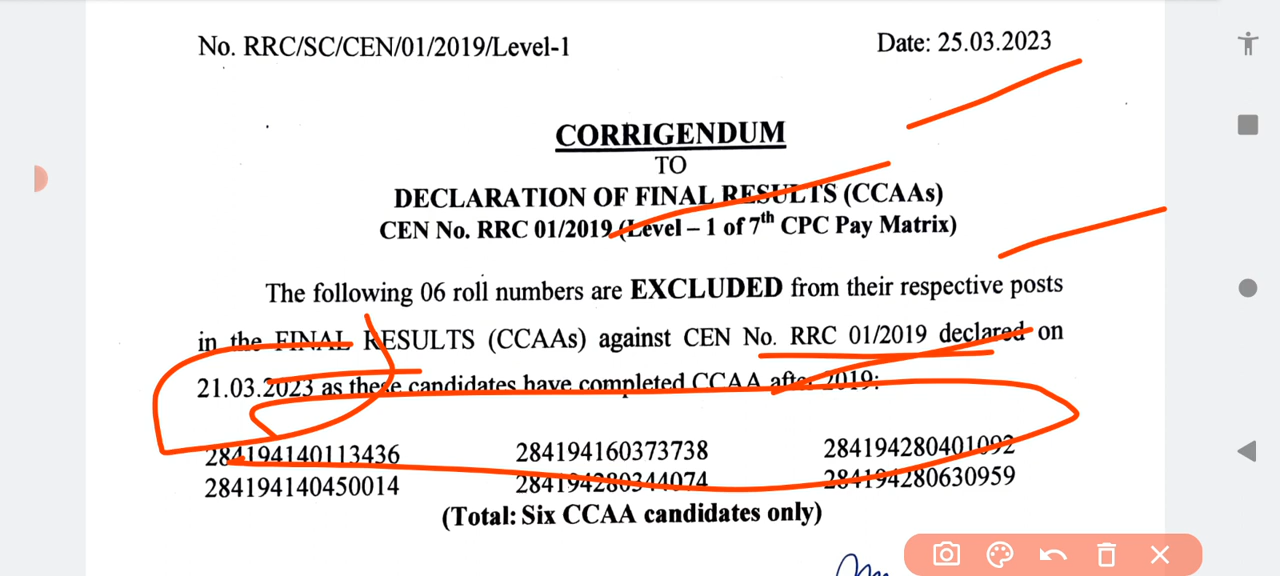 No. RRC/SC/CEN/01/2019/Level-1 Date: 25.03.2023
CORRIGENDUM
TO
DECLARATION OF FINAL RESULTS (CCAAs)
CEN No. RRC 01/2019 (Level – 1 of 7th CPC Pay Matrix)
The following 06 roll numbers are EXCLUDED from their respective posts
in the FINAL RESULTS (CCAAs) against CEN No. RRC 01/2019 declared on
21.03.2023 as these candidates have completed CCAA after 2019:
284194140113436 284194160373738 284194280401092
284194140450014 284194280344074 284194280630959
(Total: Six CCAA candidates only)